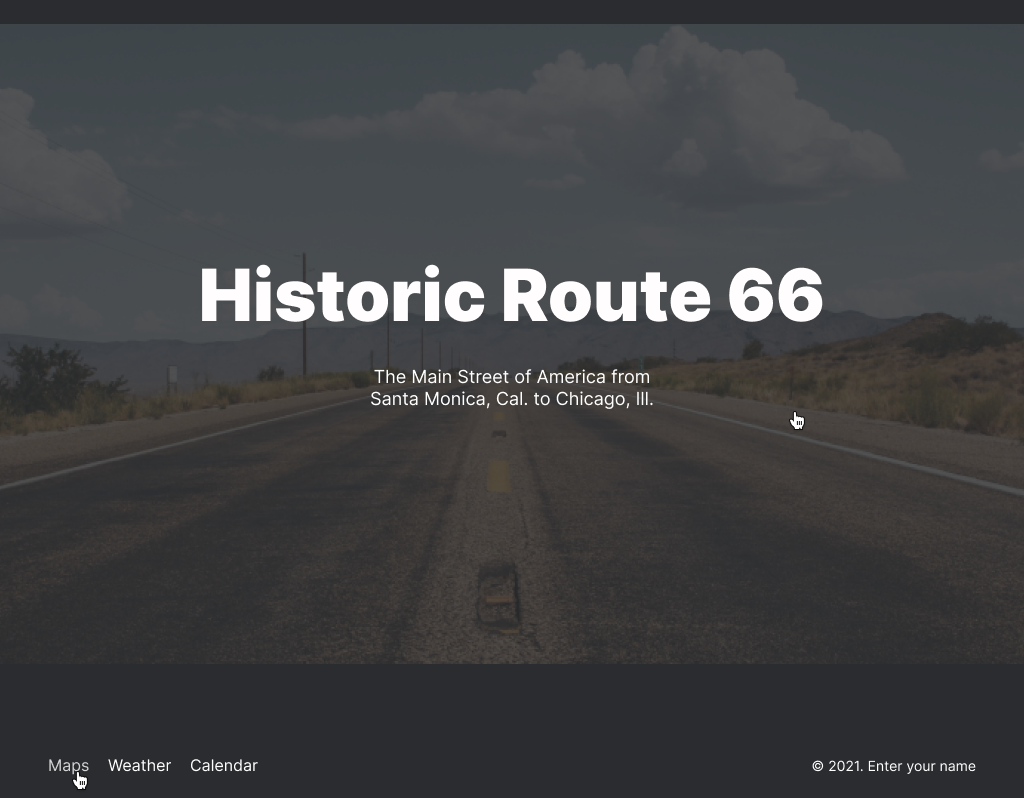 Historic Route 66
The Main Street of America from
Santa Monica, Cal. to Chicago, Ill.
Maps Weather Calendar © 2021. Enter your name